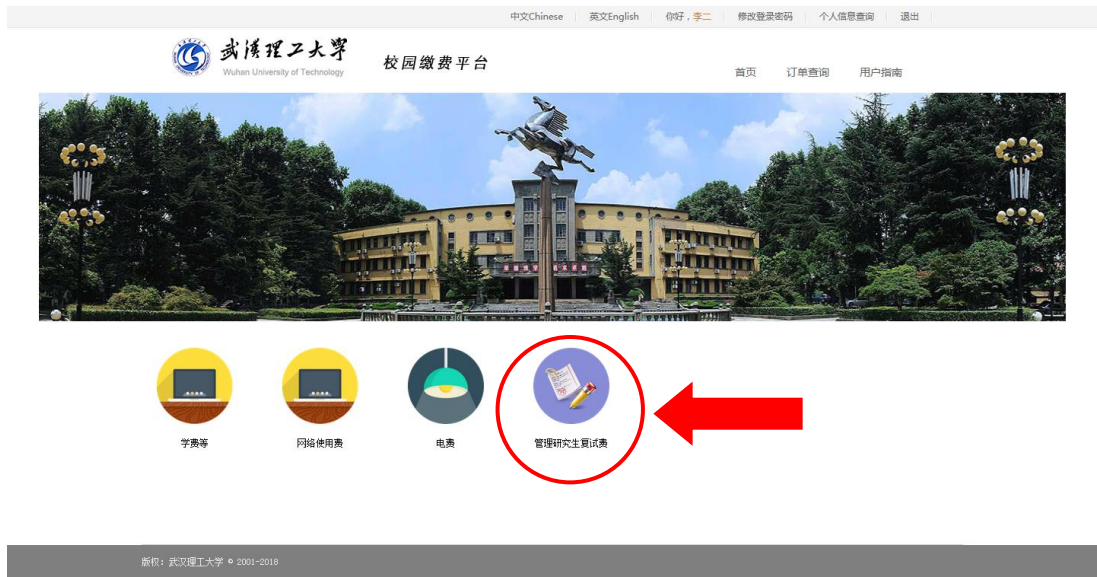 中文Chinese 英文English 你好，李二 修改登录密码 个人信息查询 退出
武汉理工大学
Wuhan University of Technology
校园缴费平台
首页 订单查询 用户指南
学费等 网络使用费 电费 管理研究生复试费
版权：武汉理工大学 © 2001-2018